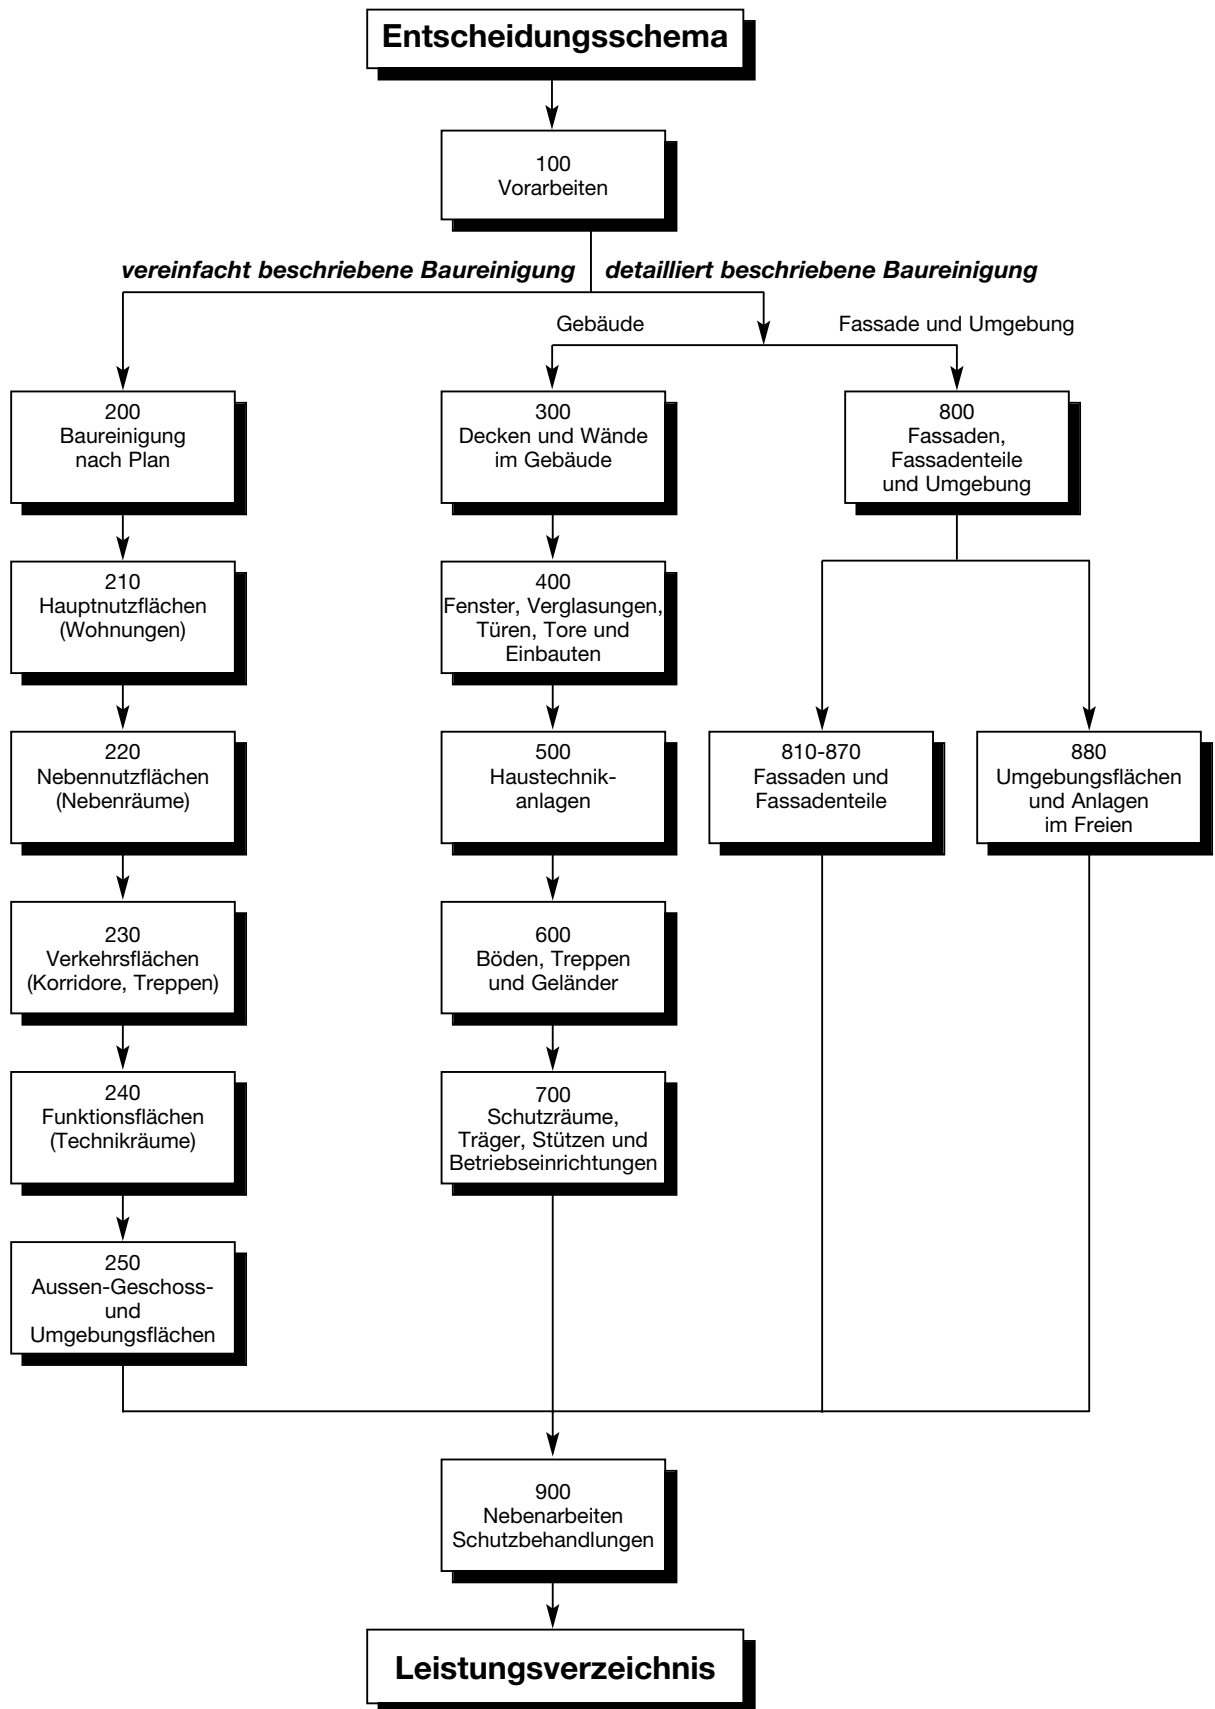 Entscheidungsschema
100
Vorarbeiten
vereinfacht beschriebene Baureinigung
detailliert beschriebene Baureinigung
Gebäude
Fassade und Umgebung
200
Baureinigung
nach Plan
210
Hauptnutzflächen
(Wohnungen)
220
Nebennutzflächen
(Nebenräume)
230
Verkehrsflächen
(Korridore, Treppen)
240
Funktionsflächen
(Technikräume)
250
Aussen-Geschoss-
und
Umgebungsflächen
300
Decken und Wände
im Gebäude
400
Fenster, Verglasungen,
Türen, Tore und
Einbauten
500
Haustechnik-
anlagen
600
Böden, Treppen
und Geländer
700
Schutzräume,
Träger, Stützen und
Betriebseinrichtungen
800
Fassaden,
Fassadenteile
und Umgebung
810-870
Fassaden und
Fassadenteile
880
Umgebungsflächen
und Anlagen
im Freien
900
Nebenarbeiten
Schutzbehandlungen
Leistungsverzeichnis